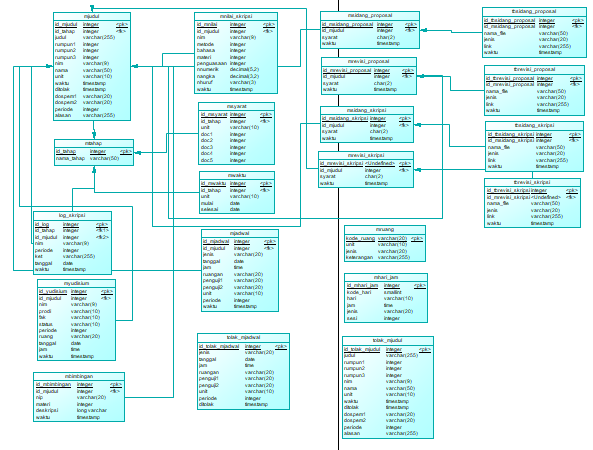 mjudul
id_mjudul integer <pk>
id_tahap integer <fk>
judul varchar(255)
rumpun1 integer
rumpun2 integer
rumpun3 integer
nim varchar(9)
nama varchar(50)
unit varchar(10)
waktu timestamp
ditolak timestamp
dospem1 varchar(20)
dospem2 varchar(20)
periode integer
alasan varchar(255)
mnilai_skripsi
id_mnilai integer <pk>
id_mjudul integer <fk>
nim varchar(9)
metode integer
bahasa integer
materi integer
penguasaan integer
nnumerik decimal(5,2)
nangka decimal(3,2)
nhuruf varchar(2)
waktu timestamp
msidang_proposal
id_msidang_proposal integer <pk>
id_mjudul integer <fk>
syarat char(2)
waktu timestamp
tbsidang_proposal
id_tbsidang_proposal integer <pk>
id_msidang_proposal integer <fk>
nama_file varchar(50)
jenis varchar(20)
link varchar(255)
waktu timestamp
mrevisi_proposal
id_mrevisi_proposal integer <pk>
id_mjudul integer <fk>
syarat char(2)
waktu timestamp
tbrevisi_proposal
id_tbrevisi_proposal integer <pk>
id_mrevisi_proposal integer <fk>
nama_file varchar(50)
jenis varchar(20)
link varchar(255)
waktu timestamp
msyarat
id_msyarat integer <pk>
id_tahap integer <fk>
unit varchar(10)
doc1 integer
doc2 integer
doc3 integer
doc4 integer
doc5 integer
msidang_skripsi
id_msidang_skripsi integer <pk>
id_mjudul integer <fk>
syarat char(2)
waktu timestamp
tbsidang_skripsi
id_tbsidang_skripsi integer <pk>
id_msidang_skripsi integer <fk>
nama_file varchar(50)
jenis varchar(20)
link varchar(255)
waktu timestamp
mtahap
id_tahap integer <pk>
nama_tahap varchar(50)
mrevisi_skripsi
id_mrevisi_skripsi <Undefined> <pk>
id_mjudul integer <fk>
syarat char(2)
waktu timestamp
tbrevisi_skripsi
id_tbrevisi_skripsi integer <pk>
id_mrevisi_skripsi <Undefined> <fk>
nama_file varchar(50)
jenis varchar(20)
link varchar(255)
waktu timestamp
mwaktu
id_mwaktu integer <pk>
id_tahap integer <fk>
unit varchar(10)
mulai date
selesai date
log_skripsi
id_log integer <pk>
id_tahap integer <fk1>
id_mjudul integer <fk2>
nim varchar(9)
periode integer
ket varchar(255)
tanggal date
waktu timestamp
mjadwal
id_mjadwal integer <pk>
id_mjudul integer <fk>
jenis varchar(20)
tanggal date
jam time
ruangan varchar(20)
penguji1 varchar(20)
penguji2 varchar(20)
unit varchar(10)
periode integer
waktu timestamp
mruang
kode_ruang varchar(20) <pk>
unit varchar(10)
jenis varchar(20)
keterangan varchar(255)
mhari_jam
id_mhari_jam integer <pk>
kode_hari smallint
hari varchar(10)
jam time
jenis varchar(20)
sesi integer
myudisium
id_yudisium integer <pk>
id_mjudul integer <fk>
nim varchar(9)
prodi varchar(10)
fak varchar(10)
status varchar(10)
periode integer
ruang varchar(20)
tanggal date
jam time
waktu timestamp
tolak_mjadwal
id_tolak_mjadwal integer <pk>
jenis varchar(20)
tanggal date
jam time
ruangan varchar(20)
penguji1 varchar(20)
penguji2 varchar(20)
unit varchar(10)
periode integer
ditolak timestamp
tolak_mjudul
id_tolak_mjudul integer <pk>
judul varchar(255)
rumpun1 integer
rumpun2 integer
rumpun3 integer
nim varchar(9)
nama varchar(50)
unit varchar(10)
waktu timestamp
ditolak timestamp
dospem1 varchar(20)
dospem2 varchar(20)
periode integer
alasan varchar(255)
mbimbingan
id_mbimbingan integer <pk>
id_mjudul integer <fk>
nip varchar(20)
materi integer
deskripsi long varchar
waktu timestamp